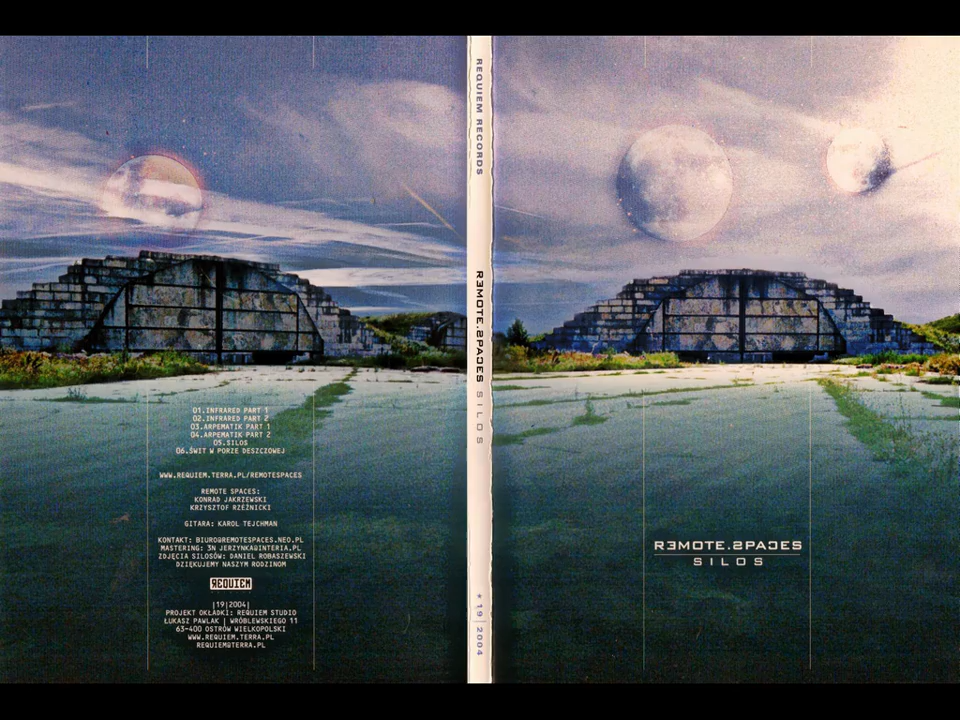 01.INFRARED PART 1
02.INFRARED PART 2
03.ARPEMATIK PART 1
04.ARPEMATIK PART 2
05.SILOS
06.ŚWIT W PORZE DESZCZOWEJ
WWW.REQUIEM.TERRA.PL/REMOTESPACES
REMOTE SPACES:
KONRAD JAKRZEWSKI
KRZYSZTOF RZEŹNICKI
GITARA: KAROL TEJCHMAN
KONTAKT: BIURO@REMOTESPACES.NEO.PL
MASTERING: 3N JERZYNKA@INTERIA.PL
ZDJĘCIA SILOSÓW: DANIEL ROBASZEWSKI
DZIĘKUJEMY NASZYM RODZINOM
REQUIEM
|19|2004|
PROJEKT OKŁADKI: REQUIEM STUDIO
ŁUKASZ PAWLAK | WRÓBLEWSKIEGO 11
63-400 OSTRÓW WIELKOPOLSKI
WWW.REQUIEM.TERRA.PL
REQUIEM@TERRA.PL
REQUIEM RECORDS
REMOTE.SPACES SILOS
* 19 | 2004
REMOTE.SPACES
SILOS